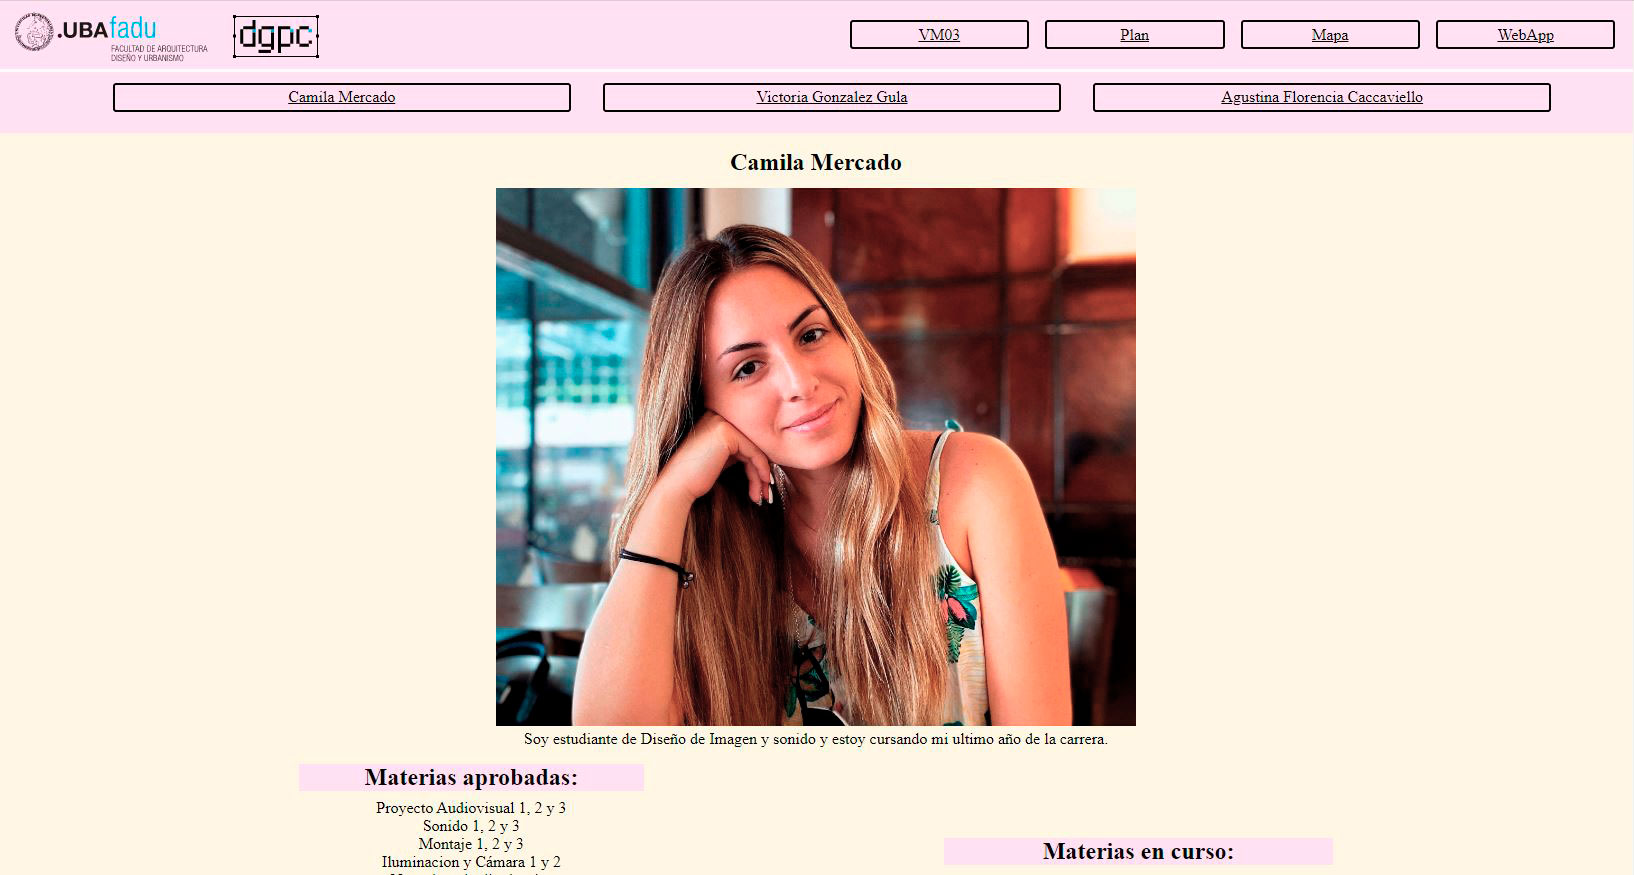 .UBAfadu
FACULTAD DE ARQUITECTURA
DISEÑO Y URBANISMO
dgpc
VM03
Plan
Mapa
WebApp
Camila Mercado
Victoria Gonzalez Gula
Agustina Florencia Caccaviello
Camila Mercado
Soy estudiante de Diseño de Imagen y sonido y estoy cursando mi ultimo año de la carrera.
Materias aprobadas:
Proyecto Audiovisual 1, 2 y 3
Sonido 1, 2 y 3
Montaje 1, 2 y 3
Iluminacion y Cámara 1 y 2
Materias en curso: